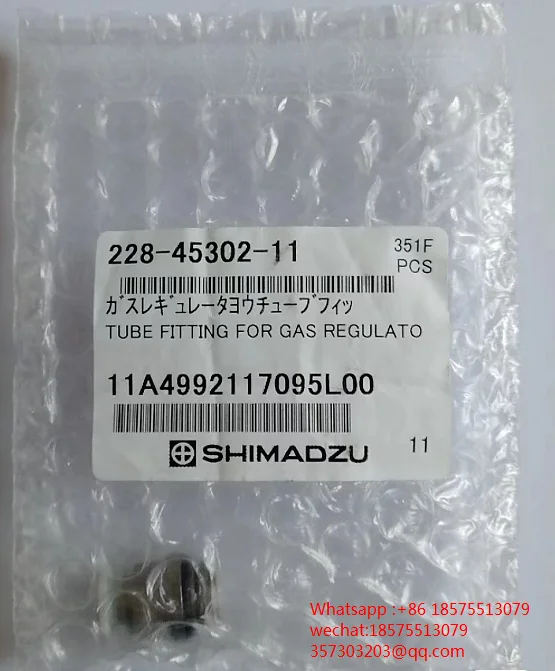 228-45302-11
351F
PCS
ｶﾞｽﾚｷﾞｭﾚｰﾀﾖｳﾁｭｰﾌﾞﾌｨｯ
TUBE FITTING FOR GAS REGULATO
11A4992117095L00
SHIMADZU
11
Whatsapp :+86 18575513079
wechat:18575513079
357303203@qq.com